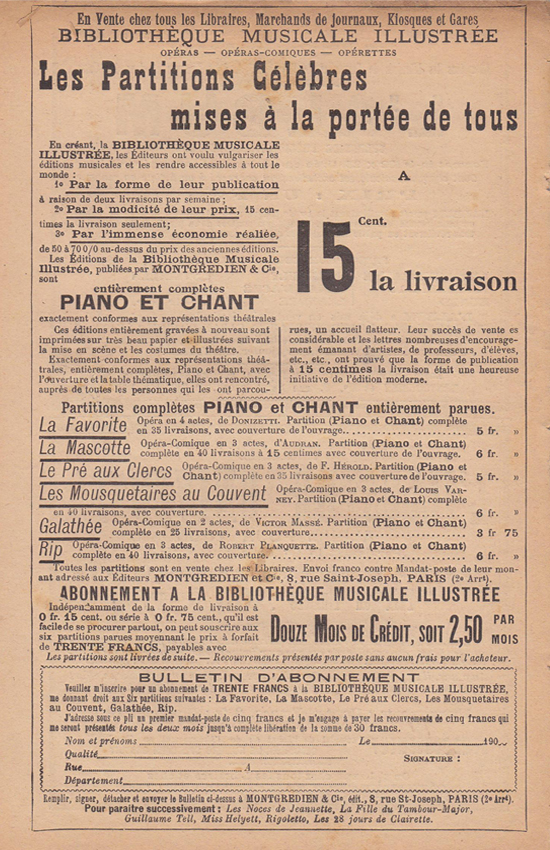 En Vente chez tous les Libraires, Marchands de Journaux, Kiosques et Gares
BIBLIOTHÈQUE MUSICALE ILLUSTRÉE
OPÉRAS — OPÉRAS-COMIQUES — OPÉRETTES
Les Partitions Célèbres
mises à la portée de tous
En créant, la BIBLIOTHÈQUE MUSICALE
ILLUSTRÉE, les Éditeurs ont voulu vulgariser les
éditions musicales et les rendre accessibles à tout le
monde :
1º Par la forme de leur publication
à raison de deux livraisons par semaine ;
2º Par la modicité de leur prix, 15 cen-
times la livraison seulement;
3º Par l'immense économie réaliée,
de 50 à 70 0/0 au-dessus du prix des anciennes éditions.
Les Éditions de la Bibliothèque Musicale
Illustrée, publiées par MONTGREDIEN & Cie,
sont
entièrement complètes
PIANO ET CHANT
exactement conformes aux représentations théâtrales
A
15 Cent.
la livraison
Ces éditions entièrement gravées à nouveau sont
imprimées sur très beau papier et illustrées suivant
la mise en scène et les costumes du théâtre.
Exactement conformes aux représentations théâ-
trales, entièrement complètes, Piano et Chant, avec
l'ouverture et la table thématique, elles ont rencontré,
auprès de toutes les personnes qui les ont parcou-
rues, un accueil flatteur. Leur succès de vente es
considérable et les lettres nombreuses d'encourage-
ment émanant d'artistes, de professeurs, d'élèves,
etc., etc., ont prouvé que la forme de publication
à 15 centimes la livraison était une heureuse
initiative de l'édition moderne.
Partitions complètes PIANO et CHANT entièrement parues.
La Favorite Opéra en 4 actes, de DONIZETTI. Partition (Piano et Chant) complète
en 35 livraisons, avec couverture de l'ouvrage.. 5 fr. »
La Mascotte Opéra-Comique en 3 actes, d'AUDRAN. Partition (Piano et Chant)
complète en 40 livraisons à 15 centimes avec couverture de l'ouvrage. 6 fr. »
Le Pré aux Clercs Opéra-Comique en 3 actes, de F. HÉROLD. Partition (Piano et
Chant) complète en 35 livraisons avec couverture de l'ouvrage. 5 fr. »
Les Mousquetaires au Couvent Opéra-Comique en 3 actes, de LOUIS VAR-
NEY. Partition (Piano et Chant) complète
en 40 livraisons, avec couverture. 6 fr. »
Galathée Opéra-Comique en 2 actes, de VICTOR MASSÉ. Partition (Piano et Chant)
complète en 25 livraisons, avec couverture. 3 fr 75
Rip Opéra-Comique en 3 actes, de ROBERT PLANQUETTE. Partition (Piano et Chant)
complète en 40 livraisons, avec couverture. 6 fr. »
Toutes les partitions sont en vente chez les Libraires. Envoi franco contre Mandat-poste de leur mon-
tant adressé aux Éditeurs MONTGREDIEN et Cie, 8, rue Saint-Joseph, PARIS (2e Arrt).
ABONNEMENT A LA BIBLIOTHÈQUE MUSICALE ILLUSTRÉE
Indépendamment de la forme de livraison à
0 fr. 15 cent. ou série à 0 fr. 75 cent., qu'il est
facile de se procurer partout, on peut souscrire aux
six partitions parues moyennant le prix à forfait
de TRENTE FRANCS, payables avec
DOUZE MOIS DE CRÉDIT, SOIT 2,50 PAR MOIS
Les partitions sont livrées de suite. — Recouvrements présentés par poste sans aucun frais pour l'acheteur.
BULLETIN D'ABONNEMENT
Veuillez m'inscrire pour un abonnement de TRENTE FRANCS à la BIBLIOTHÈQUE MUSICALE ILLUSTRÉE,
me donnant droit aux Six partitions suivantes : La Favorite, La Mascotte, Le Pré aux Clercs, Les Mousquetaires
au Couvent, Galathée, Rip.
J'adresse sous ce pli un premier mandat-poste de cinq francs et je m'engage à payer les recouvrements de cinq francs qui
me seront présentés tous les deux mois jusqu'à complète libération de la somme de 30 francs.
Nom et prénoms Le 190
Qualité SIGNATURE :
Rue A
Département
Remplir, signer, détacher et envoyer le Bulletin ci-dessus à MONTGREDIEN & Cie, édit., 8, rue St-Joseph, PARIS (2e Arrt).
Pour paraître successivement : Les Noces de Jeannette, La Fille du Tambour-Major,
Guillaume Tell, Miss Helyett, Rigoletto, Les 28 jours de Clairette.